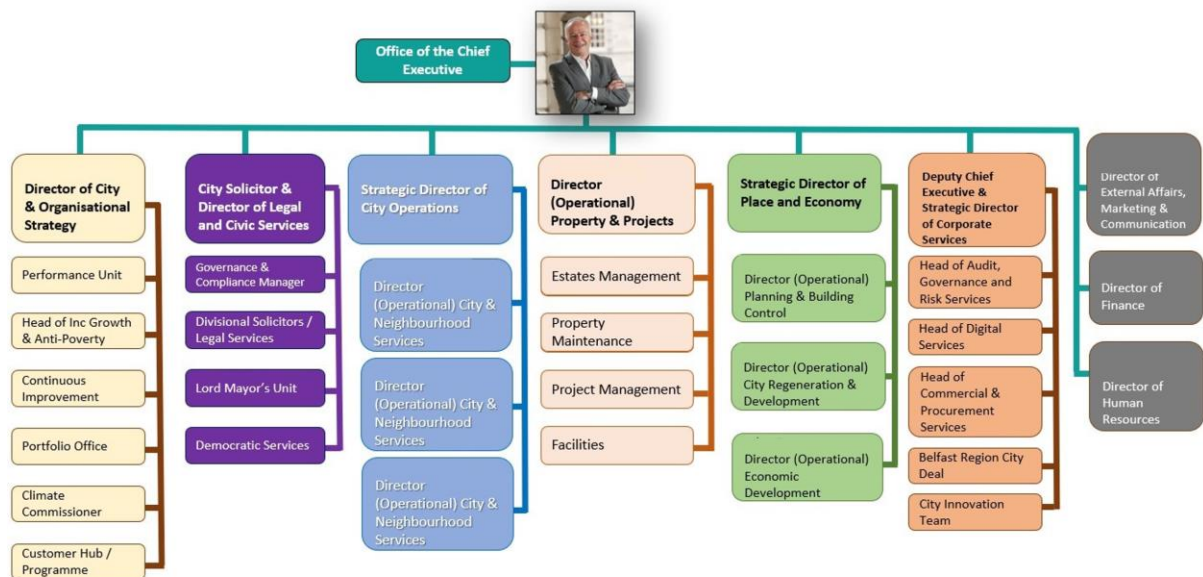 Office of the Chief
Executive
Director of City
& Organisational
Strategy
Performance Unit
Head of Inc Growth
& Anti-Poverty
Continuous
Improvement
Portfolio Office
Climate
Commissioner
Customer Hub /
Programme
City Solicitor &
Director of Legal
and Civic Services
Governance &
Compliance Manager
Divisional Solicitors /
Legal Services
Lord Mayor's Unit
Democratic Services
Strategic Director of
City Operations
Director
(Operational) City &
Neighbourhood
Services
Director
(Operational) City &
Neighbourhood
Services
Director
(Operational) City &
Neighbourhood
Services
Director
(Operational)
Property & Projects
Estates Management
Property
Maintenance
Project Management
Facilities
Strategic Director of
Place and Economy
Director (Operational)
Planning & Building
Control
Director (Operational)
City Regeneration &
Development
Director (Operational)
Economic
Development
Deputy Chief
Executive &
Strategic Director
of Corporate
Services
Head of Audit,
Governance and
Risk Services
Head of Digital
Services
Head of
Commercial &
Procurement
Services
Belfast Region City
Deal
City Innovation
Team
Director of
External Affairs,
Marketing &
Communication
Director of
Finance
Director of
Human
Resources